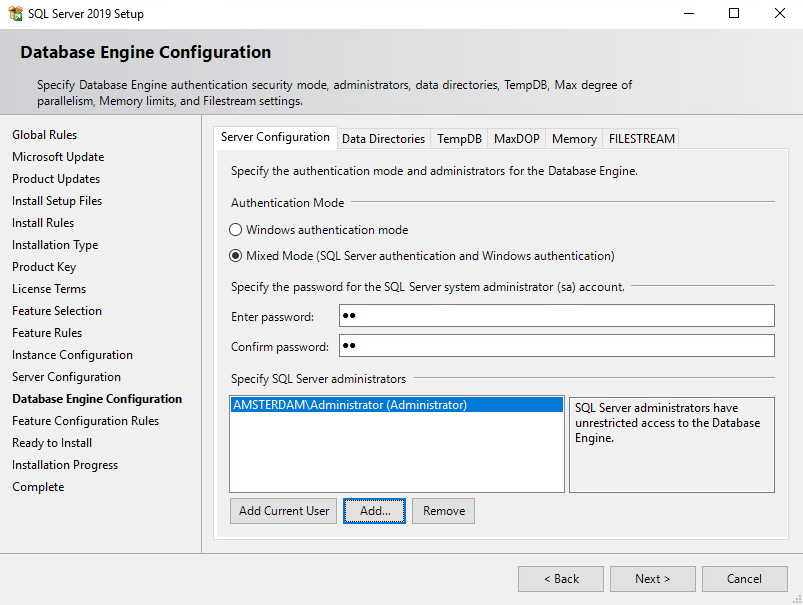 SQL Server 2019 Setup
Database Engine Configuration
Specify Database Engine authentication security mode, administrators, data directories, TempDB, Max degree of
parallelism, Memory limits, and Filestream settings.
Global Rules
Microsoft Update
Product Updates
Install Setup Files
Install Rules
Installation Type
Product Key
License Terms
Feature Selection
Feature Rules
Instance Configuration
Server Configuration
Database Engine Configuration
Feature Configuration Rules
Ready to Install
Installation Progress
Complete
Server Configuration Data Directories TempDB MaxDOP Memory FILESTREAM
Specify the authentication mode and administrators for the Database Engine.
Authentication Mode
Windows authentication mode
Mixed Mode (SQL Server authentication and Windows authentication)
Specify the password for the SQL Server system administrator (sa) account.
Enter password: ●●
Confirm password: ●●
Specify SQL Server administrators
AMSTERDAM\Administrator (Administrator)
SQL Server administrators have
unrestricted access to the Database
Engine.
Add Current User Add... Remove
< Back Next > Cancel